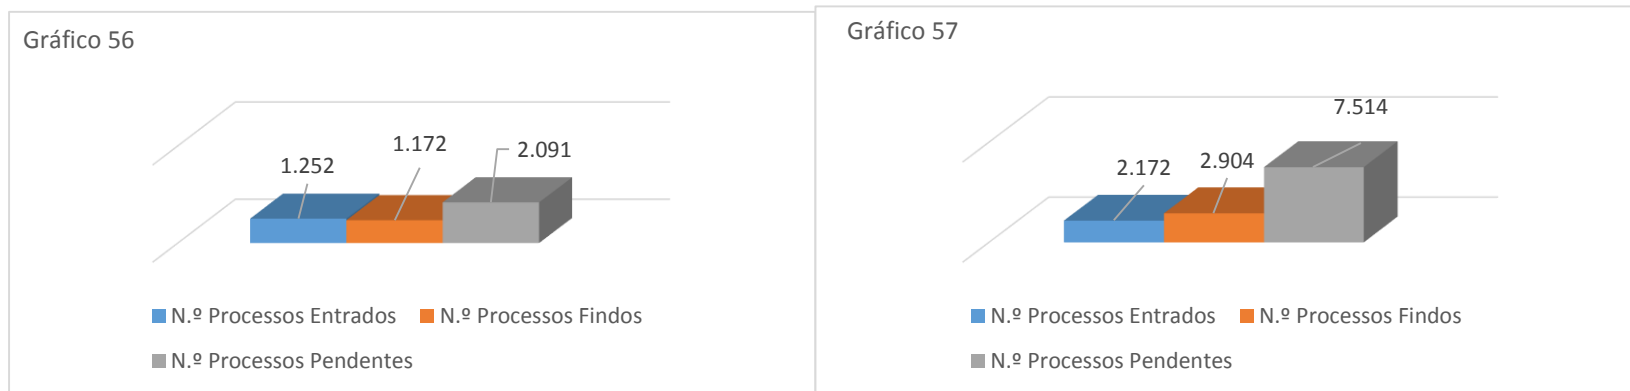 Gráfico 56
1.252
1.172
2.091
N.º Processos Entrados
N.º Processos Findos
N.º Processos Pendentes
Gráfico 57
2.172
2.904
7.514
N.º Processos Entrados
N.º Processos Findos
N.º Processos Pendentes